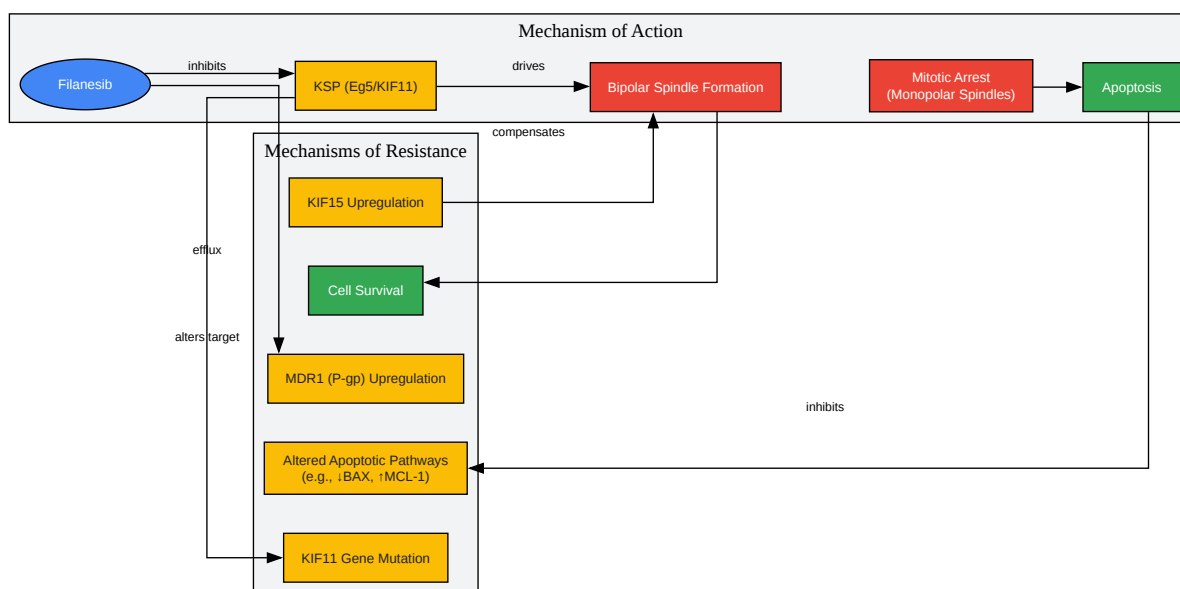 Mechanism of Action
Filanesib
inhibits
KSP (Eg5/KIF11)
drives
Bipolar Spindle Formation
Mitotic Arrest
(Monopolar Spindles)
Apoptosis
compensates
Mechanisms of Resistance
KIF15 Upregulation
efflux
Cell Survival
alters target
MDR1 (P-gp) Upregulation
inhibits
Altered Apoptotic Pathways
(e.g., ↓BAX, ↑MCL-1)
KIF11 Gene Mutation